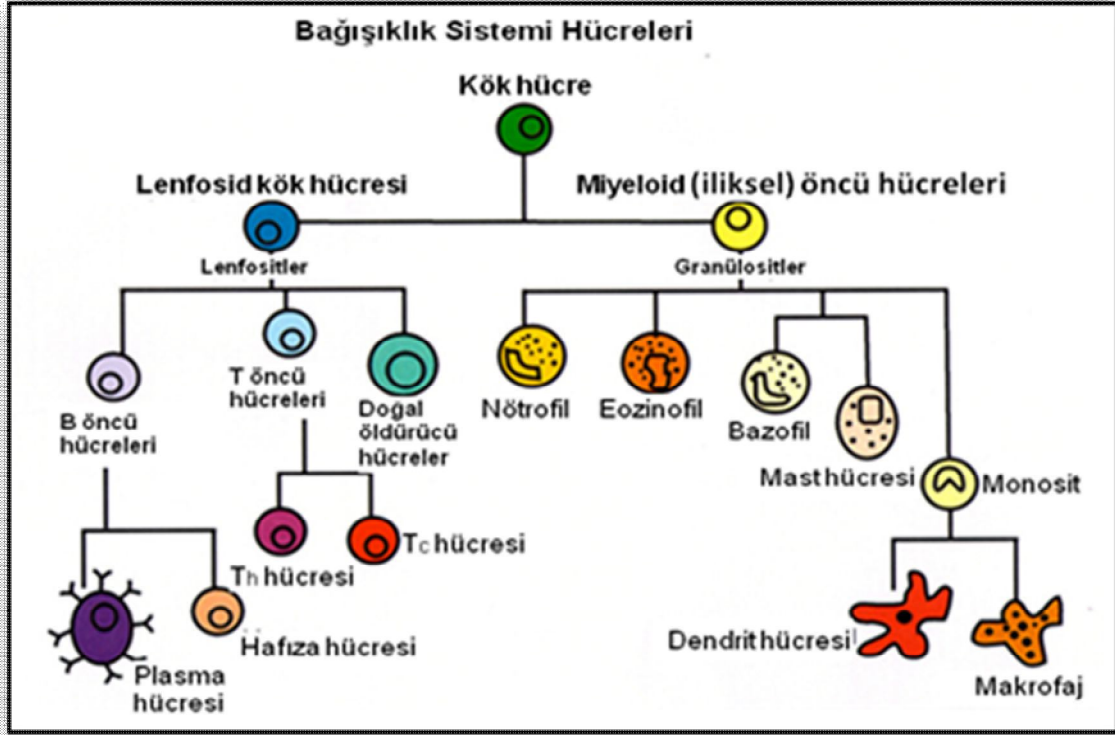 Bağışıklık Sistemi Hücreleri
Kök hücre
Lenfosid kök hücresi
Miyeloid (iliksel) öncü hücreleri
Lenfositler
Granülositler
B öncü
hücreleri
T öncü
hücreleri
Doğal
öldürücü
hücreler
Nötrofil
Eozinofil
Bazofil
Mast hücresi
Monosit
Th hücresi
Tc hücresi
Plasma
hücresi
Hafıza hücresi
Dendrit hücresi
Makrofaj